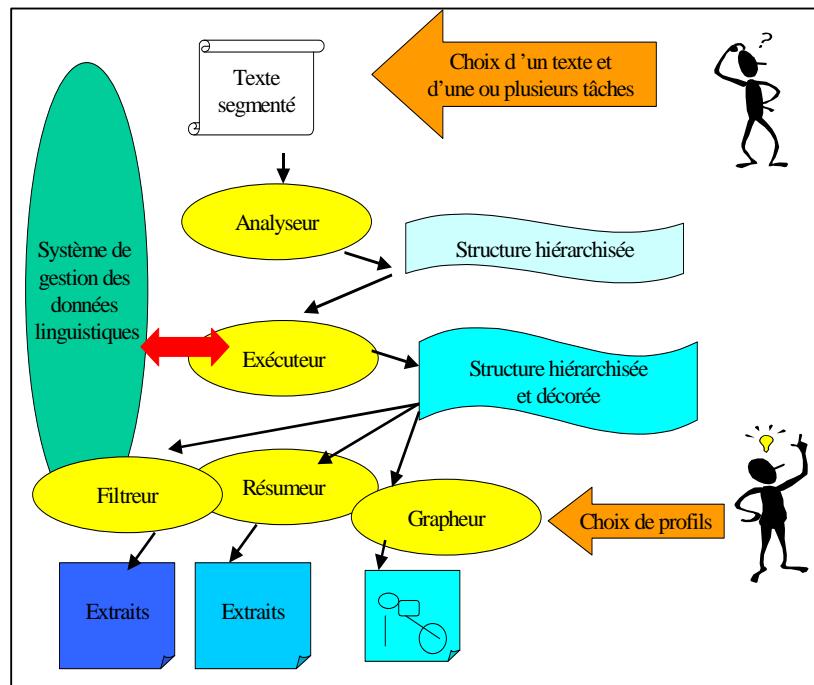 Texte
segmenté
Choix d ’un texte et
d’une ou plusieurs tâches
?
Analyseur
Structure hiérarchisée
Système de
gestion des
données
linguistiques
Exécuteur
Structure hiérarchisée
et décorée
Filtreur
Résumeur
Grapheur
Choix de profils
Extraits
Extraits